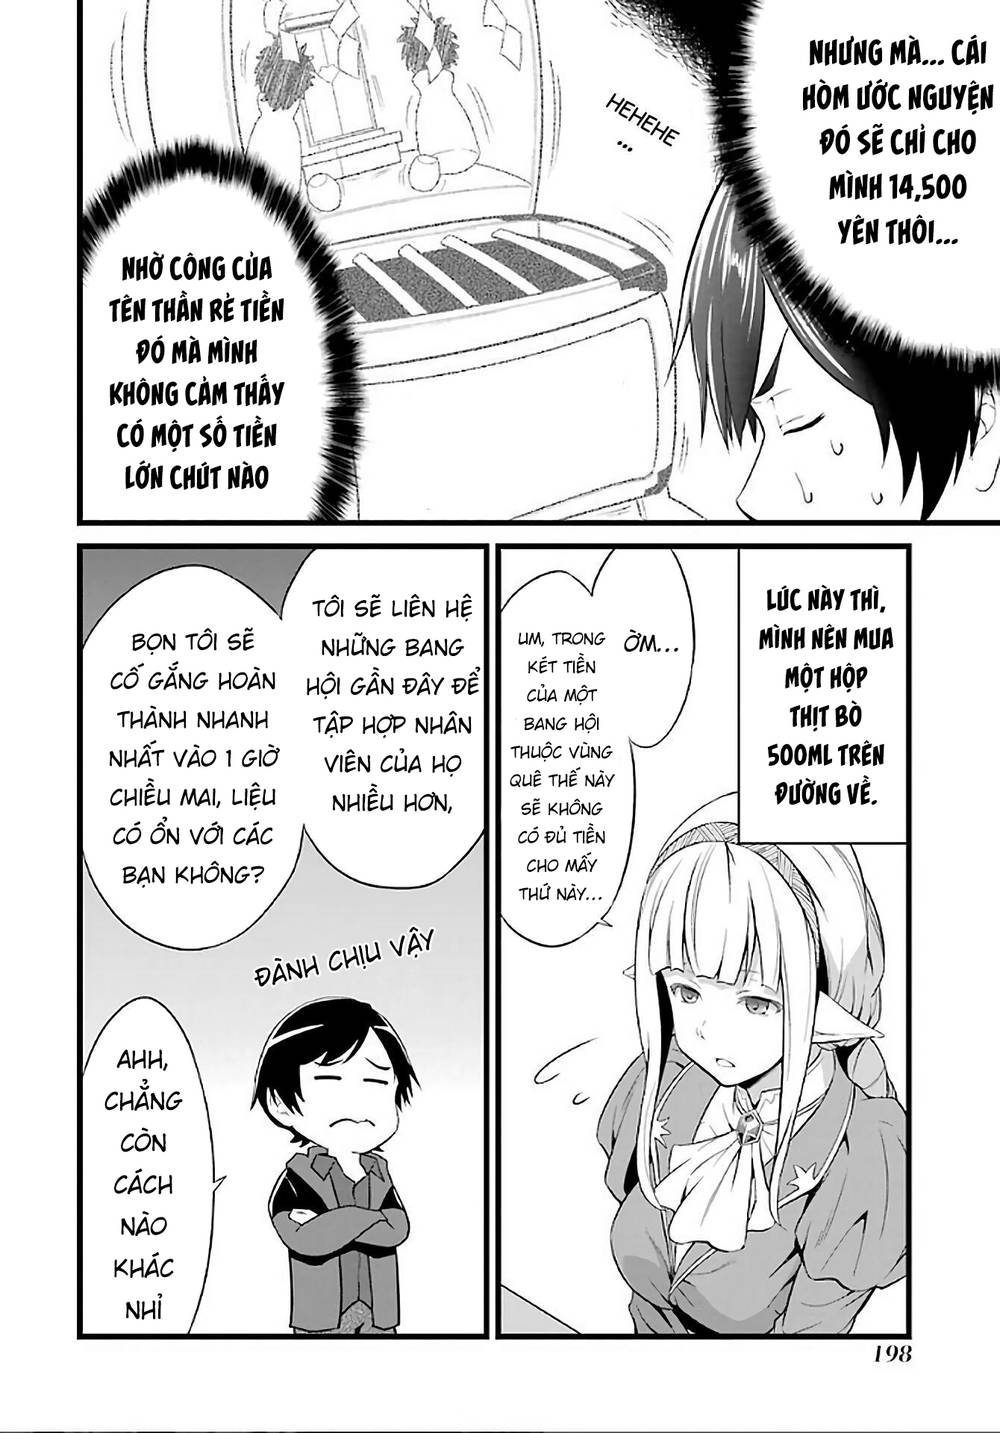 NHƯNG MÀ... CÁI
HÒM ƯỚC NGUYỆN
ĐÓ SẼ CHỈ CHO
MÌNH 14,500
YÊN THÔI...
HEHEHE
...
NHỜ CÔNG CỦA
TÊN THẦN RẺ TIỀN
ĐÓ MÀ MÌNH
KHÔNG CẢM THẤY
CÓ MỘT SỐ TIỀN
LỚN CHÚT NÀO
LÚC NÀY THÌ,
MÌNH NÊN MUA
MỘT HỘP
THỊT BÒ
500ML TRÊN
ĐƯỜNG VỀ.
ỜM...
UM, TRONG
KÉT TIỀN
CỦA MỘT
BANG HỘI
THUỘC VÙNG
QUÊ THẾ NÀY
SẼ KHÔNG
CÓ ĐỦ TIỀN
CHO MẤY
THỨ NÀY...
TÔI SẼ LIÊN HỆ
NHỮNG BANG
HỘI GẦN ĐÂY ĐỂ
TẬP HỢP NHÂN
VIÊN CỦA HỌ
NHIỀU HƠN,
BỌN TÔI SẼ
CỐ GẮNG HOÀN
THÀNH NHANH
NHẤT VÀO 1 GIỜ
CHIỀU MAI, LIỆU
CÓ ỔN VỚI CÁC
BẠN KHÔNG?
ĐÀNH CHỊU VẬY
AHH,
CHẲNG
CÒN
CÁCH
NÀO
KHÁC
NHỈ
198